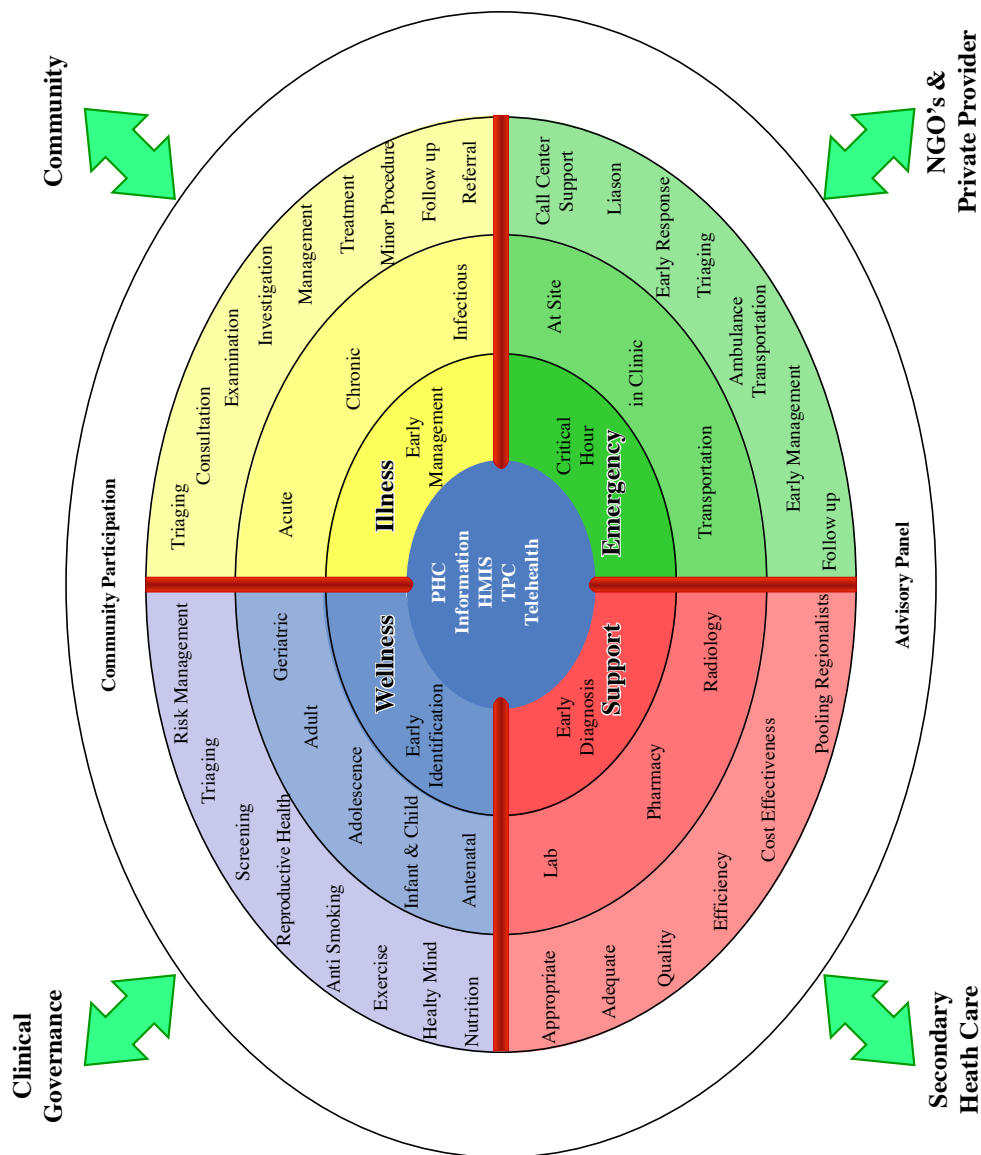 Clinical
Governance
Community
Community Participation
Risk Management
Triaging
Screening
Reproductive Health
Anti Smoking
Exercise
Healty Mind
Nutrition
Geriatric
Adult
Adolescence
Infant & Child
Antenatal
Wellness
Early
Identification
Triaging
Consultation
Examination
Investigation
Management
Treatment
Minor Procedure
Follow up
Referral
Acute
Chronic
Infectious
Illness
Early
Management
PHC
Information
HMIS
TPC
Telehealth
Early
Diagnosis
Support
Lab
Pharmacy
Radiology
Appropriate
Adequate
Quality
Efficiency
Cost Effectiveness
Pooling Regionalists
Critical
Hour
Emergency
At Site
in Clinic
Transportation
Call Center
Support
Liason
Early Response
Triaging
Ambulance
Transportation
Early Management
Follow up
Advisory Panel
Secondary
Heath Care
NGO's &
Private Provider